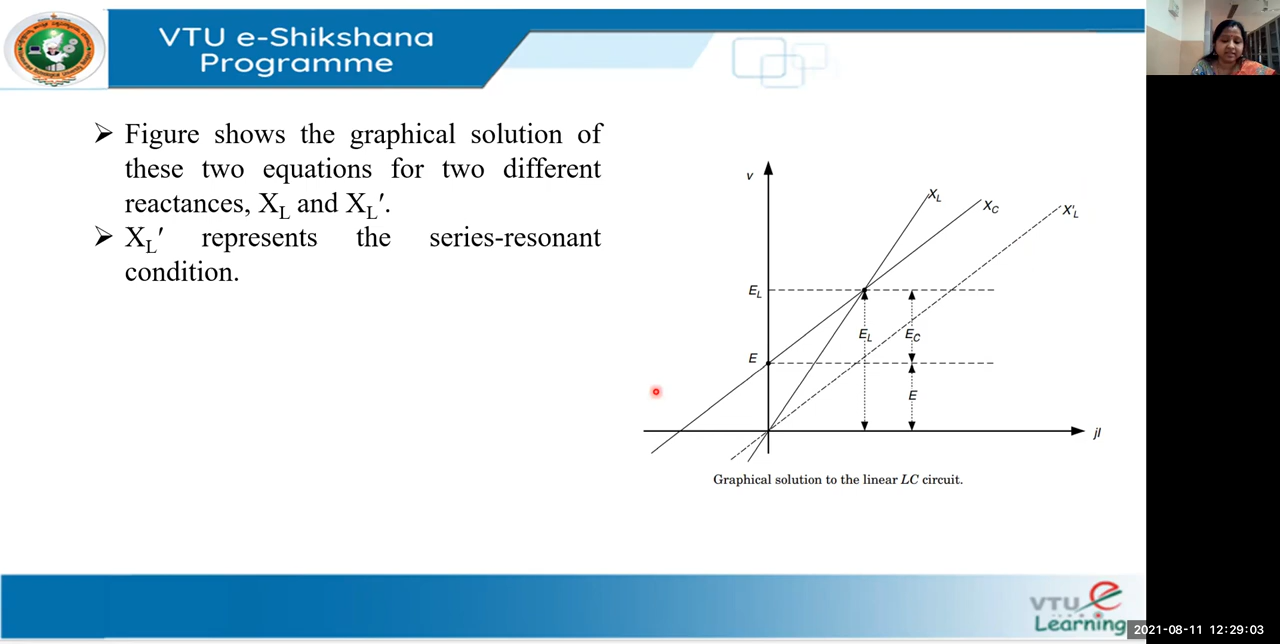 VTU e-Shikshana
Programme
➢ Figure shows the graphical solution of
these two equations for two different
reactances, X_L and X_L′.
➢ X_L′ represents the series-resonant
condition.
v
X_L
X_C
X'_L
E_L
E_L
E_C
E
E
jI
Graphical solution to the linear LC circuit.
VTU e
Learning
2021-08-11 12:29:03